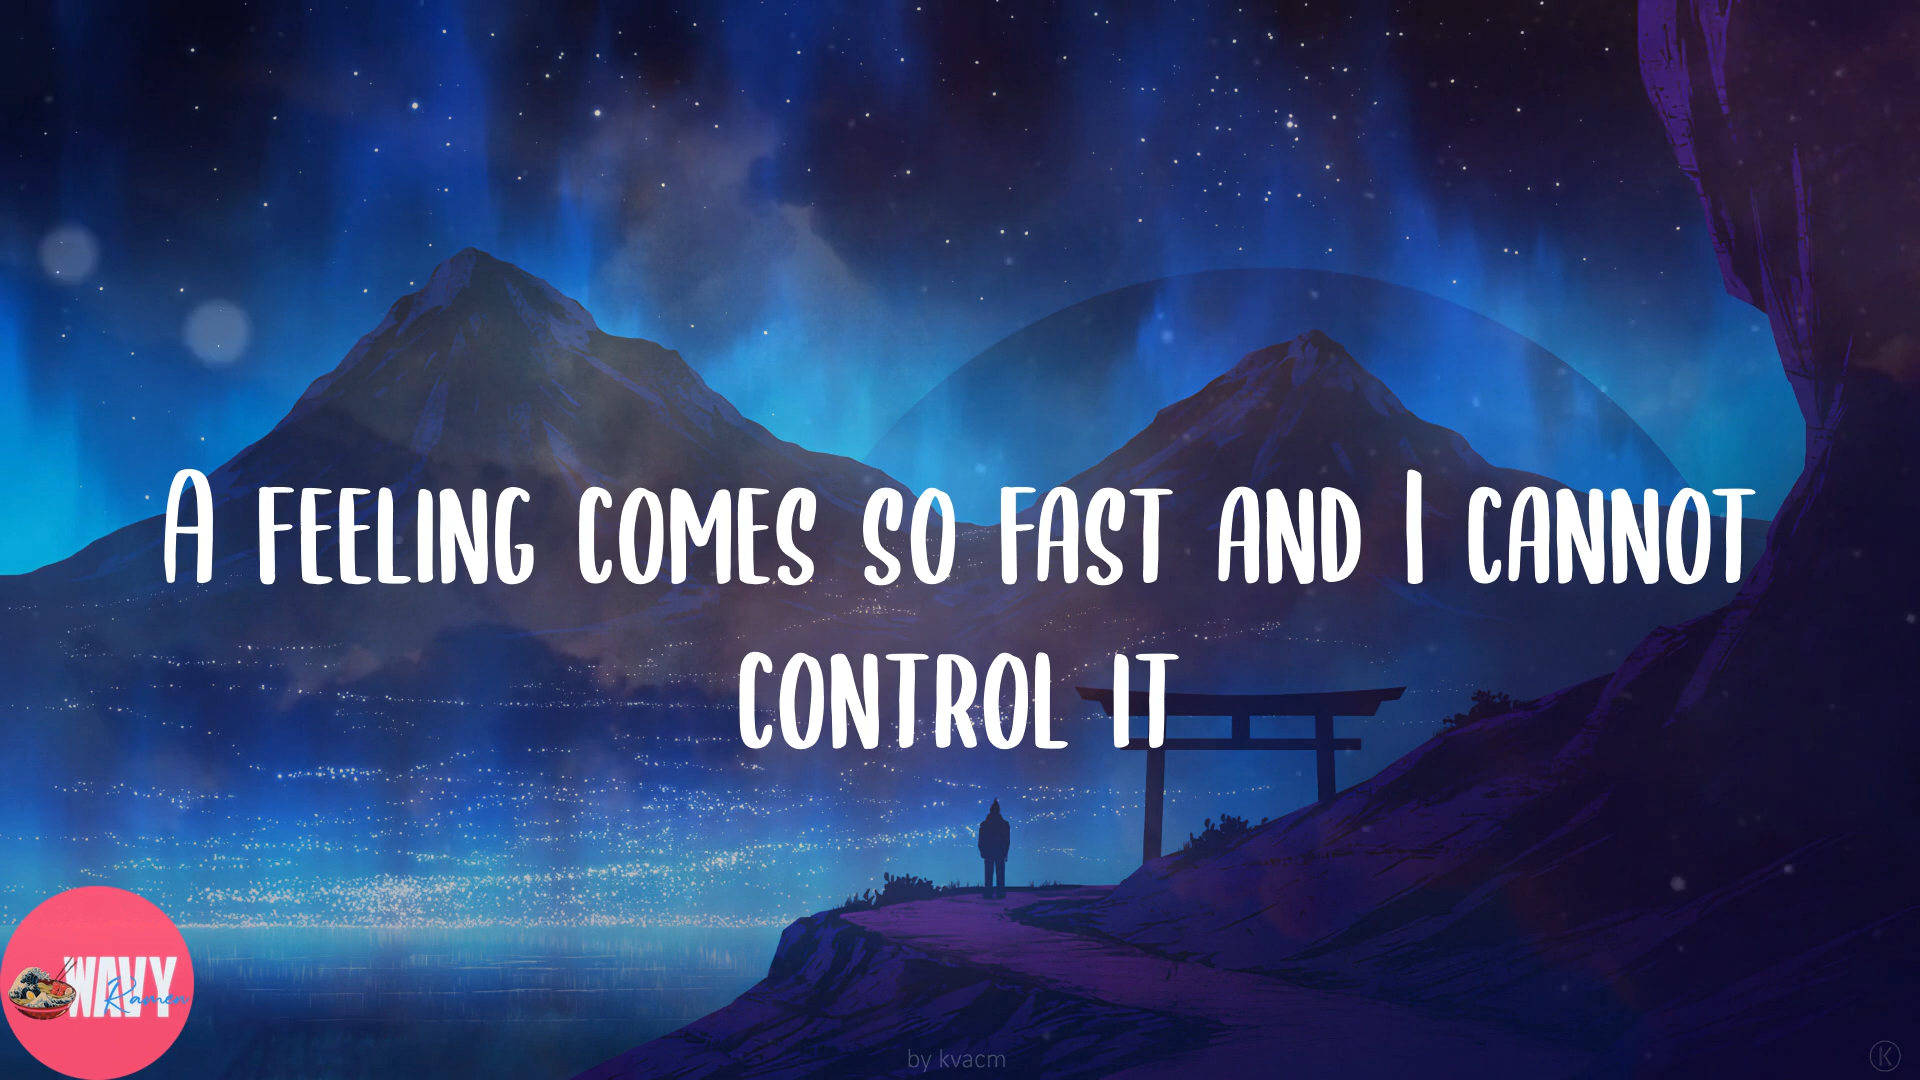 A FEELING COMES SO FAST AND I CANNOT
CONTROL IT
WAVY
Ramen
by kvacm
K